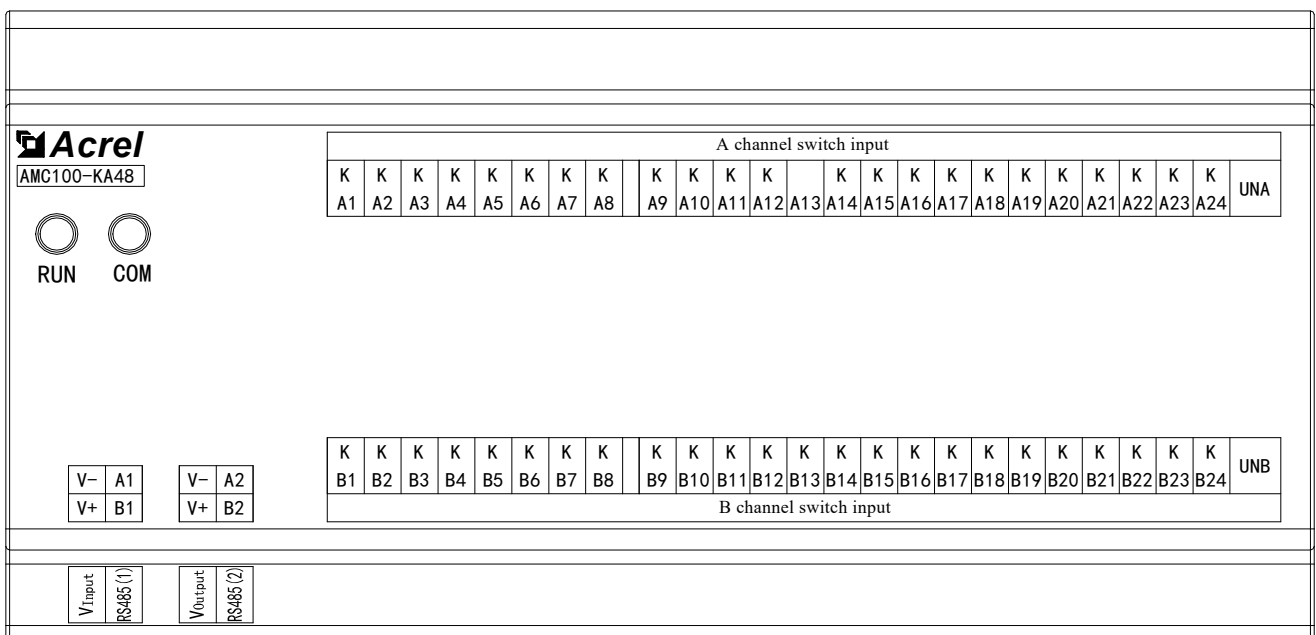 Acrel
AMC100-KA48
RUN COM
A channel switch input
K K K K K K K K K K K K K K K K K K K K K K K
A1 A2 A3 A4 A5 A6 A7 A8 A9 A10 A11 A12 A13 A14 A15 A16 A17 A18 A19 A20 A21 A22 A23 A24 UNA
K K K K K K K K K K K K K K K K K K K K K K K K
B1 B2 B3 B4 B5 B6 B7 B8 B9 B10 B11 B12 B13 B14 B15 B16 B17 B18 B19 B20 B21 B22 B23 B24 UNB
B channel switch input
V- A1 V- A2
V+ B1 V+ B2
VInput RS485(1) VOutput RS485(2)